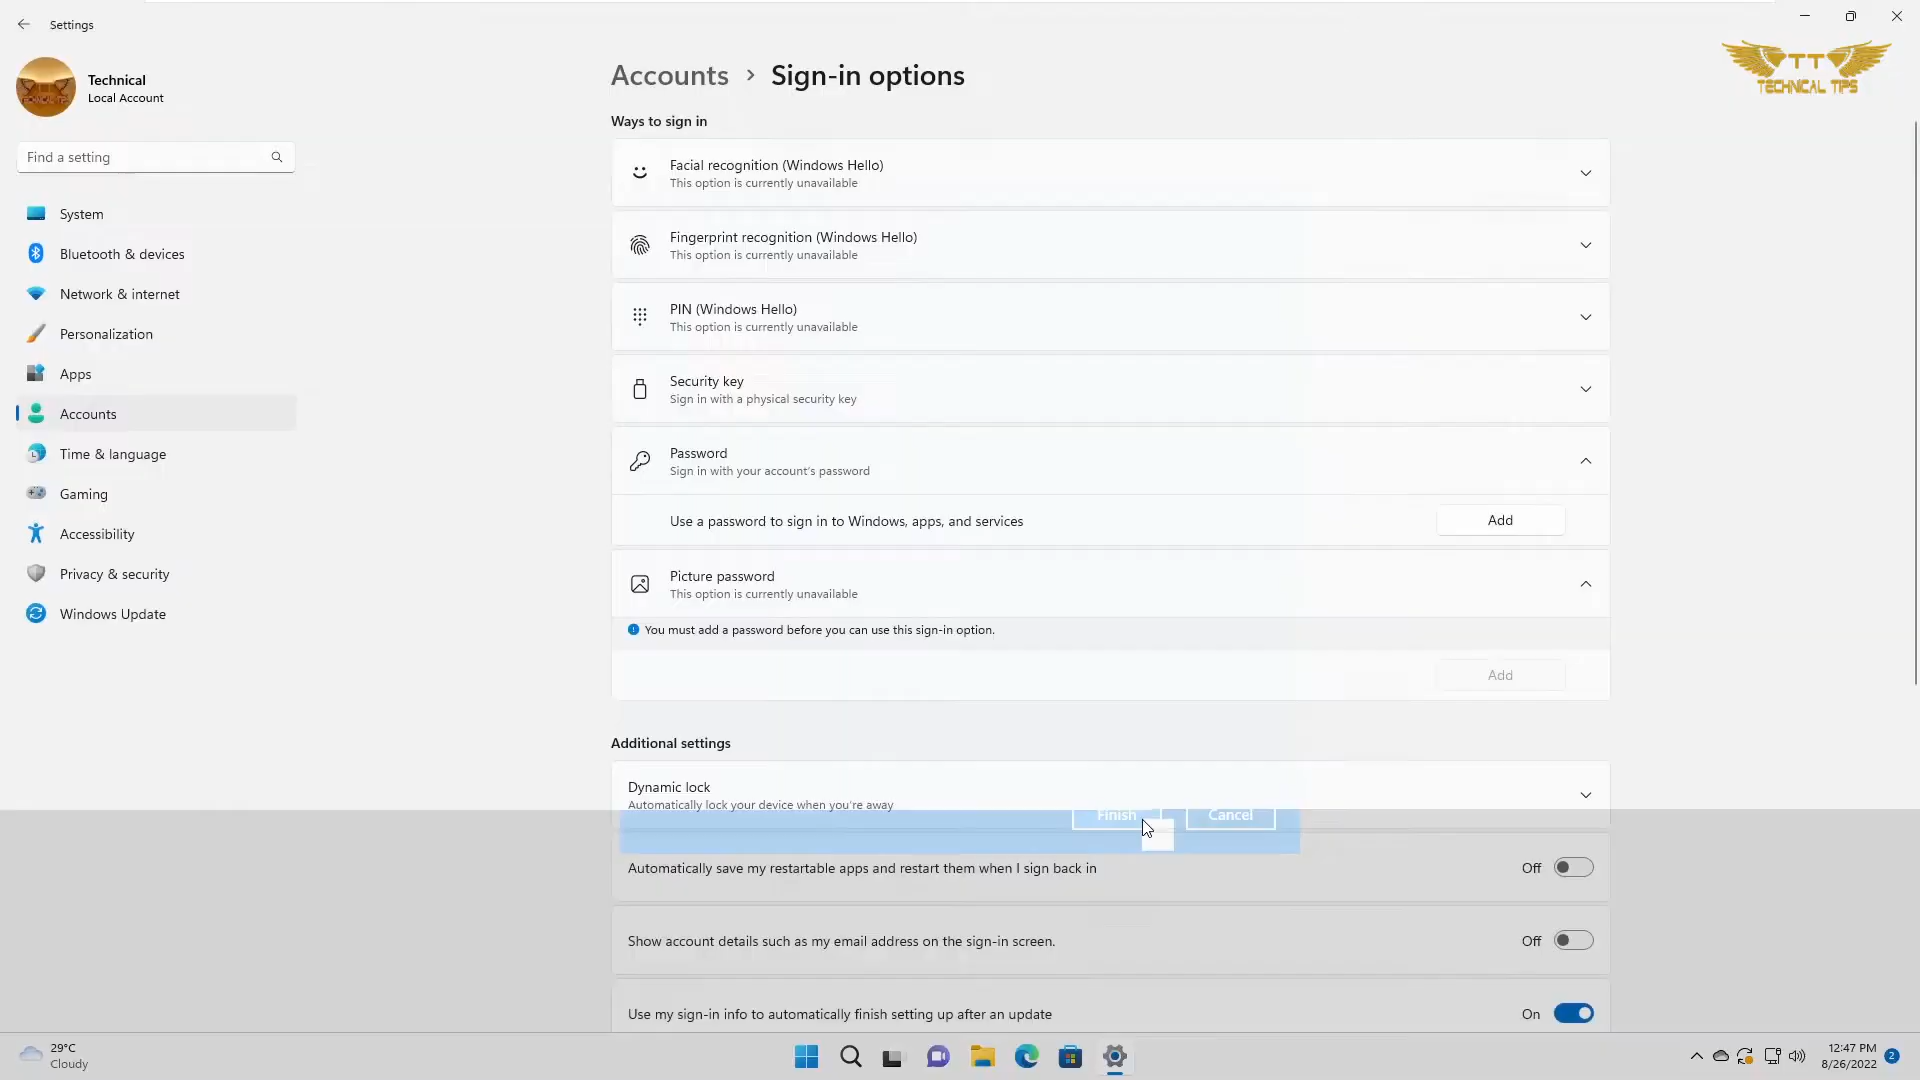 Settings
Technical
Local Account
Find a setting
System
Bluetooth & devices
Network & internet
Personalization
Apps
Accounts
Time & language
Gaming
Accessibility
Privacy & security
Windows Update
Accounts > Sign-in options
TT
TECHNICAL TIPS
Ways to sign in
Facial recognition (Windows Hello)
This option is currently unavailable
Fingerprint recognition (Windows Hello)
This option is currently unavailable
PIN (Windows Hello)
This option is currently unavailable
Security key
Sign in with a physical security key
Password
Sign in with your account's password
Use a password to sign in to Windows, apps, and services
Add
Picture password
This option is currently unavailable
You must add a password before you can use this sign-in option.
Add
Additional settings
Dynamic lock
Automatically lock your device when you're away
Finish
Cancel
Automatically save my restartable apps and restart them when I sign back in
Off
Show account details such as my email address on the sign-in screen.
Off
Use my sign-in info to automatically finish setting up after an update
On
29°C
Cloudy
12:47 PM
8/26/2022
2